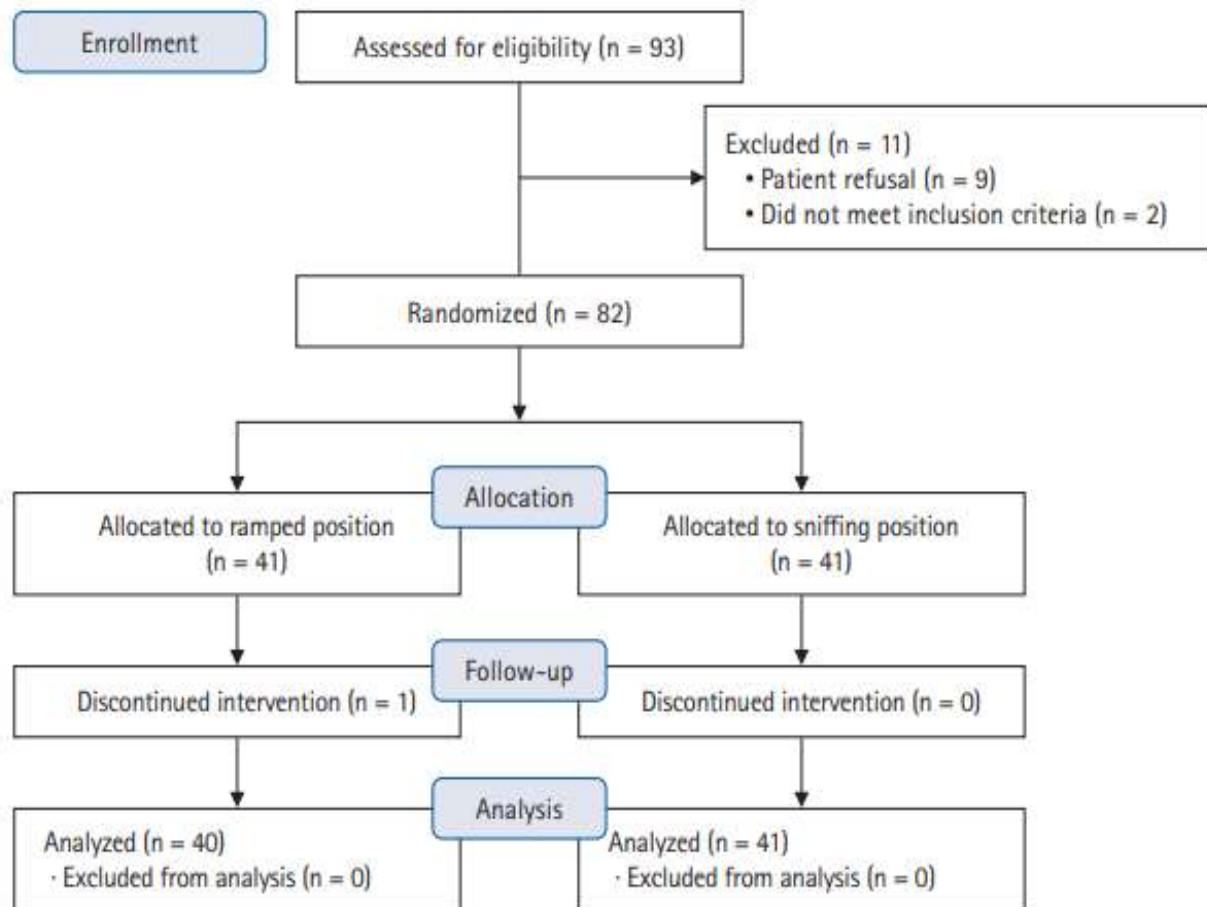 Enrollment
Assessed for eligibility (n = 93)
Excluded (n = 11)
• Patient refusal (n = 9)
• Did not meet inclusion criteria (n = 2)
Randomized (n = 82)
Allocation
Allocated to ramped position
(n = 41)
Allocated to sniffing position
(n = 41)
Follow-up
Discontinued intervention (n = 1)
Discontinued intervention (n = 0)
Analysis
Analyzed (n = 40)
· Excluded from analysis (n = 0)
Analyzed (n = 41)
· Excluded from analysis (n = 0)